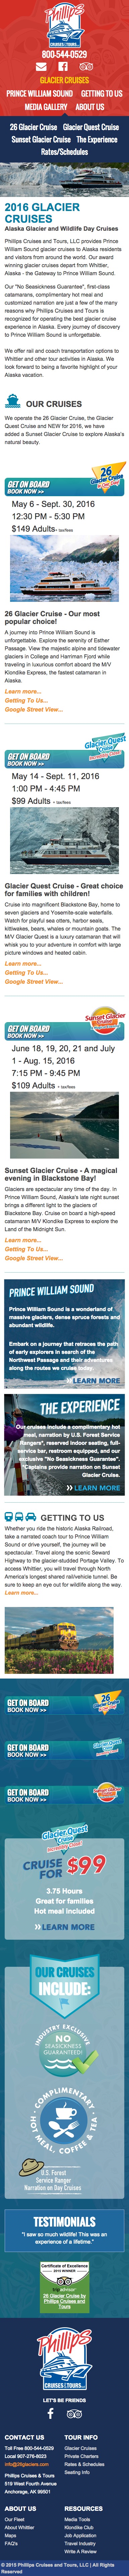 Phillips
CRUISES & TOURS, LLC
800-544-0529
GLACIER CRUISES
PRINCE WILLIAM SOUND GETTING TO US
MEDIA GALLERY ABOUT US
26 Glacier Cruise Glacier Quest Cruise
Sunset Glacier Cruise The Experience
Rates/Schedules
2016 GLACIER
CRUISES
Alaska Glacier and Wildlife Day Cruises
Phillips Cruises and Tours, LLC provides Prince
William Sound glacier cruises to Alaska residents
and visitors from around the world. Our award
winning glacier cruises depart from Whittier,
Alaska - the Gateway to Prince William Sound.
Our "No Seasickness Guarantee", first-class
catamarans, complimentary hot meals, and
customer service are just a few of the many
reasons why Phillips Cruises and Tours is
recognized for operating the best glacier cruise
experience in Alaska. Every journey of discovery
to Prince William Sound is unforgettable.
We offer rail and coach transportation options to
Whittier and other tour activities in Alaska. We
look forward to being a favorite highlight of your
Alaska vacation.
OUR CRUISES
We operate the 26 Glacier Cruise, the Glacier
Quest Cruise and NEW for 2016, we have
added a Sunset Glacier Cruise to explore Alaska's
natural beauty.
GET ON BOARD
BOOK NOW >>
26
Glacier Cruise
May 6 - Sept. 30, 2016
12:30 PM - 5:30 PM
$149 Adults + tax/fees
26 Glacier Cruise - Our most
popular choice!
A journey into Prince William Sound is
unforgettable. Explore the serenity of Esther
Passage. View the majestic alpine and tidewater
glaciers in College and Harriman Fjord while
traveling in luxurious comfort aboard the M/V
Klondike Express, the fastest catamaran in
Alaska.
Learn more...
Getting To Us...
Google Street View...
GET ON BOARD
BOOK NOW >>
Glacier Quest
Cruise
May 14 - Sept. 11, 2016
1:00 PM - 4:45 PM
$99 Adults + tax/fees
Glacier Quest Cruise - Great choice
for families with children!
Cruise into magnificent Blackstone Bay, home to
seven glaciers and Yosemite-scale waterfalls.
Watch for playful sea otters, harbor seals,
kittiwakes, bears, whales or mountain goats. The
M/V Glacier Quest is a luxury catamaran that will
whisk you to your adventure in comfort with large
picture windows and heated cabin.
Learn more...
Getting To Us...
Google Street View...
GET ON BOARD
BOOK NOW >>
Sunset Glacier
Cruise
June 18, 19, 20, 21 and July
1 - Aug. 15, 2016
7:15 PM - 9:45 PM
$109 Adults + tax/fees
Sunset Glacier Cruise - A magical
evening in Blackstone Bay!
Glaciers are spectacular any time of the day. In
Prince William Sound, Alaska's late night sunset
brings a different light to the glaciers of
Blackstone Bay. Cruise on board a high-speed
catamaran M/V Klondike Express to explore the
Land of the Midnight Sun.
Learn more...
Getting To Us...
Google Street View...
PRINCE WILLIAM SOUND
Prince William Sound is a wonderland of
massive glaciers, dense spruce forests and
abundant wildlife.
Embark on a journey that retraces the path
of early explorers in search of the
Northwest Passage and their adventures
along the routes we cruise today.
LEARN MORE
THE EXPERIENCE
Our cruises include a complimentary hot
meal, narration by U.S. Forest Service
Rangers*, reserved indoor seating, full-
service bar, restroom equipped, and our
exclusive "No Seasickness Guarantee".
*Captains provide narration on Sunset
Glacier Cruise.
LEARN MORE
GETTING TO US
Whether you ride the historic Alaska Railroad,
take a narrated coach tour to Prince William
Sound or drive yourself, the journey will be
spectacular. Travel along the scenic Seward
Highway to the glacial-sculpted Portage Valley. To
access Whittier, you will travel through North
America's longest shared rail/vehicle tunnel. Be
sure to keep an eye out for wildlife along the way.
Learn more...
GET ON BOARD
BOOK NOW >>
26
Glacier Cruise
GET ON BOARD
BOOK NOW >>
Glacier Quest
Cruise
GET ON BOARD
BOOK NOW >>
Sunset Glacier
Cruise
Glacier Quest
Cruise
CRUISE
FOR $99
3.75 Hours
Great for families
Hot meal included
LEARN MORE
OUR CRUISES
INCLUDE:
INDUSTRY EXCLUSIVE
NO
SEASICKNESS
GUARANTEED!
COMPLIMENTARY
HOT MEAL, COFFEE & TEA
U.S. Forest
Service Ranger
Narration on Day Cruises
TESTIMONIALS
"I saw so much wildlife! This was an
experience of a lifetime."
Certificate of Excellence
2015 WINNER
tripadvisor
26 Glacier Cruise by
Phillips Cruises and
Tours
Phillips
CRUISES & TOURS, LLC
LET'S BE FRIENDS
CONTACT US
Toll Free 800-544-0529
Local 907-276-8023
info@26glaciers.com
Phillips Cruises & Tours
519 West Fourth Avenue
Anchorage, AK 99501
TOUR INFO
Glacier Cruises
Private Charters
Rates & Schedules
Seating Info
ABOUT US
Our Fleet
About Whittier
Maps
FAQ's
RESOURCES
Media Tools
Klondike Club
Job Application
Travel Industry
Write A Review
© 2015 Phillips Cruises and Tours, LLC | All Rights
Reserved